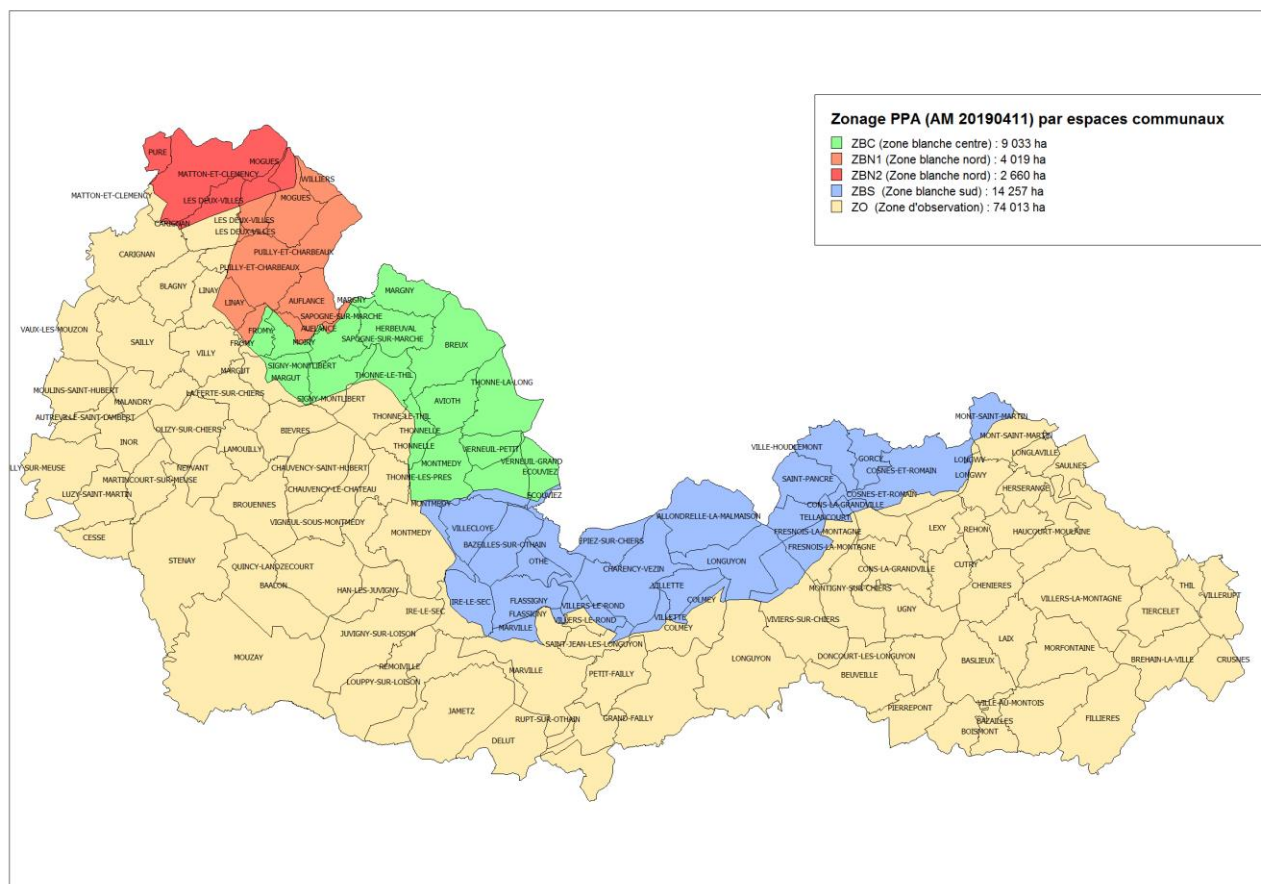 Zonage PPA (AM 20190411) par espaces communaux
ZBC (zone blanche centre) : 9 033 ha
ZBN1 (Zone blanche nord) : 4 019 ha
ZBN2 (Zone blanche nord) : 2 660 ha
ZBS (Zone blanche sud) : 14 257 ha
ZO (Zone d'observation) : 74 013 ha
PURE
MOGUES
MATTON-ET-CLEMENCY
WILLIERS
MATTON-ET-CLEMENCY
LES DEUX-VILLES
MOGUES
CARIGNAN
LES DEUX-VILLES
LES DEUX-VILLES
CARIGNAN
PUILLY-ET-CHARBEAUX
PUILLY-ET-CHARBEAUX
BLAGNY
LINAY
MARGNY
LINAY
AUFLANCE
MARGNY
SAPOGNE-SUR-MARCHE
VAUX-LES-MOUZON
FROMY
AUFLANCE
HERBEUVAL
SAILLY
FROMY
MOIRY
SAPOGNE-SUR-MARCHE
BREUX
VILLY
MARGUT
SIGNY-MONTLIBERT
MARGUT
THONNE-LE-THIL
THONNE-LA-LONG
MOULINS-SAINT-HUBERT
LA FERTE-SUR-CHIERS
SIGNY-MONTLIBERT
MALANDRY
AVIOTH
AUTREVILLE-SAINT-LAMBERT
THONNE-LE-THIL
MONT-SAINT-MARTIN
OLIZY-SUR-CHIERS
BIEVRES
THONNELLE
INOR
LAMOUILLY
THONNELLE
VERNEUIL-PETIT
VILLE-HOUDLEMONT
MONT-SAINT-MARTIN
LLY-SUR-MEUSE
NEPVANT
CHAUVENCY-SAINT-HUBERT
MONTMEDY
VERNEUIL-GRAND
ECOUVIEZ
GORCY
LONGWY
LONGLAVILLE
SAULNES
MARTINCOURT-SUR-MEUSE
THONNE-LES-PRES
SAINT-PANCRE
COSNES-ET-ROMAIN
LONGWY
LUZY-SAINT-MARTIN
CHAUVENCY-LE-CHATEAU
HERSERANGE
BROUENNES
MONTMEDY
ECOUVIEZ
COSNES-ET-ROMAIN
CONS-LA-GRANDVILLE
VIGNEUL-SOUS-MONTMEDY
ALLONDRELLE-LA-MALMAISON
TELLANCOURT
CESSE
MONTMEDY
VILLECLOYE
FRESNOIS-LA-MONTAGNE
LEXY
REHON
HAUCOURT-MOULAINE
BAZEILLES-SUR-OTHAIN
EPIEZ-SUR-CHIERS
FRESNOIS-LA-MONTAGNE
STENAY
OTHE
LONGUYON
CUTRY
QUINCY-LANDZECOURT
CHARENCY-VEZIN
CONS-LA-GRANDVILLE
BAALON
VILLETTE
MONTIGNY-SUR-CHIERS
CHENIERES
THIL
HAN-LES-JUVIGNY
IRE-LE-SEC
FLASSIGNY
VILLERS-LE-ROND
COLMEY
VILLERS-LA-MONTAGNE
VILLERUPT
IRE-LE-SEC
FLASSIGNY
VILLERS-LE-ROND
VILLETTE
UGNY
TIERCELET
VIVIERS-SUR-CHIERS
MARVILLE
COLMEY
JUVIGNY-SUR-LOISON
SAINT-JEAN-LES-LONGUYON
LAIX
MORFONTAINE
MOUZAY
REMOIVILLE
MARVILLE
LONGUYON
DONCOURT-LES-LONGUYON
BASLIEUX
BREHAIN-LA-VILLE
CRUSNES
PETIT-FAILLY
BEUVEILLE
LOUPPY-SUR-LOISON
JAMETZ
PIERREPONT
VILLE-AU-MONTOIS
RUPT-SUR-OTHAIN
GRAND-FAILLY
BAZAILLES
FILLIERES
BOISMONT
DELUT